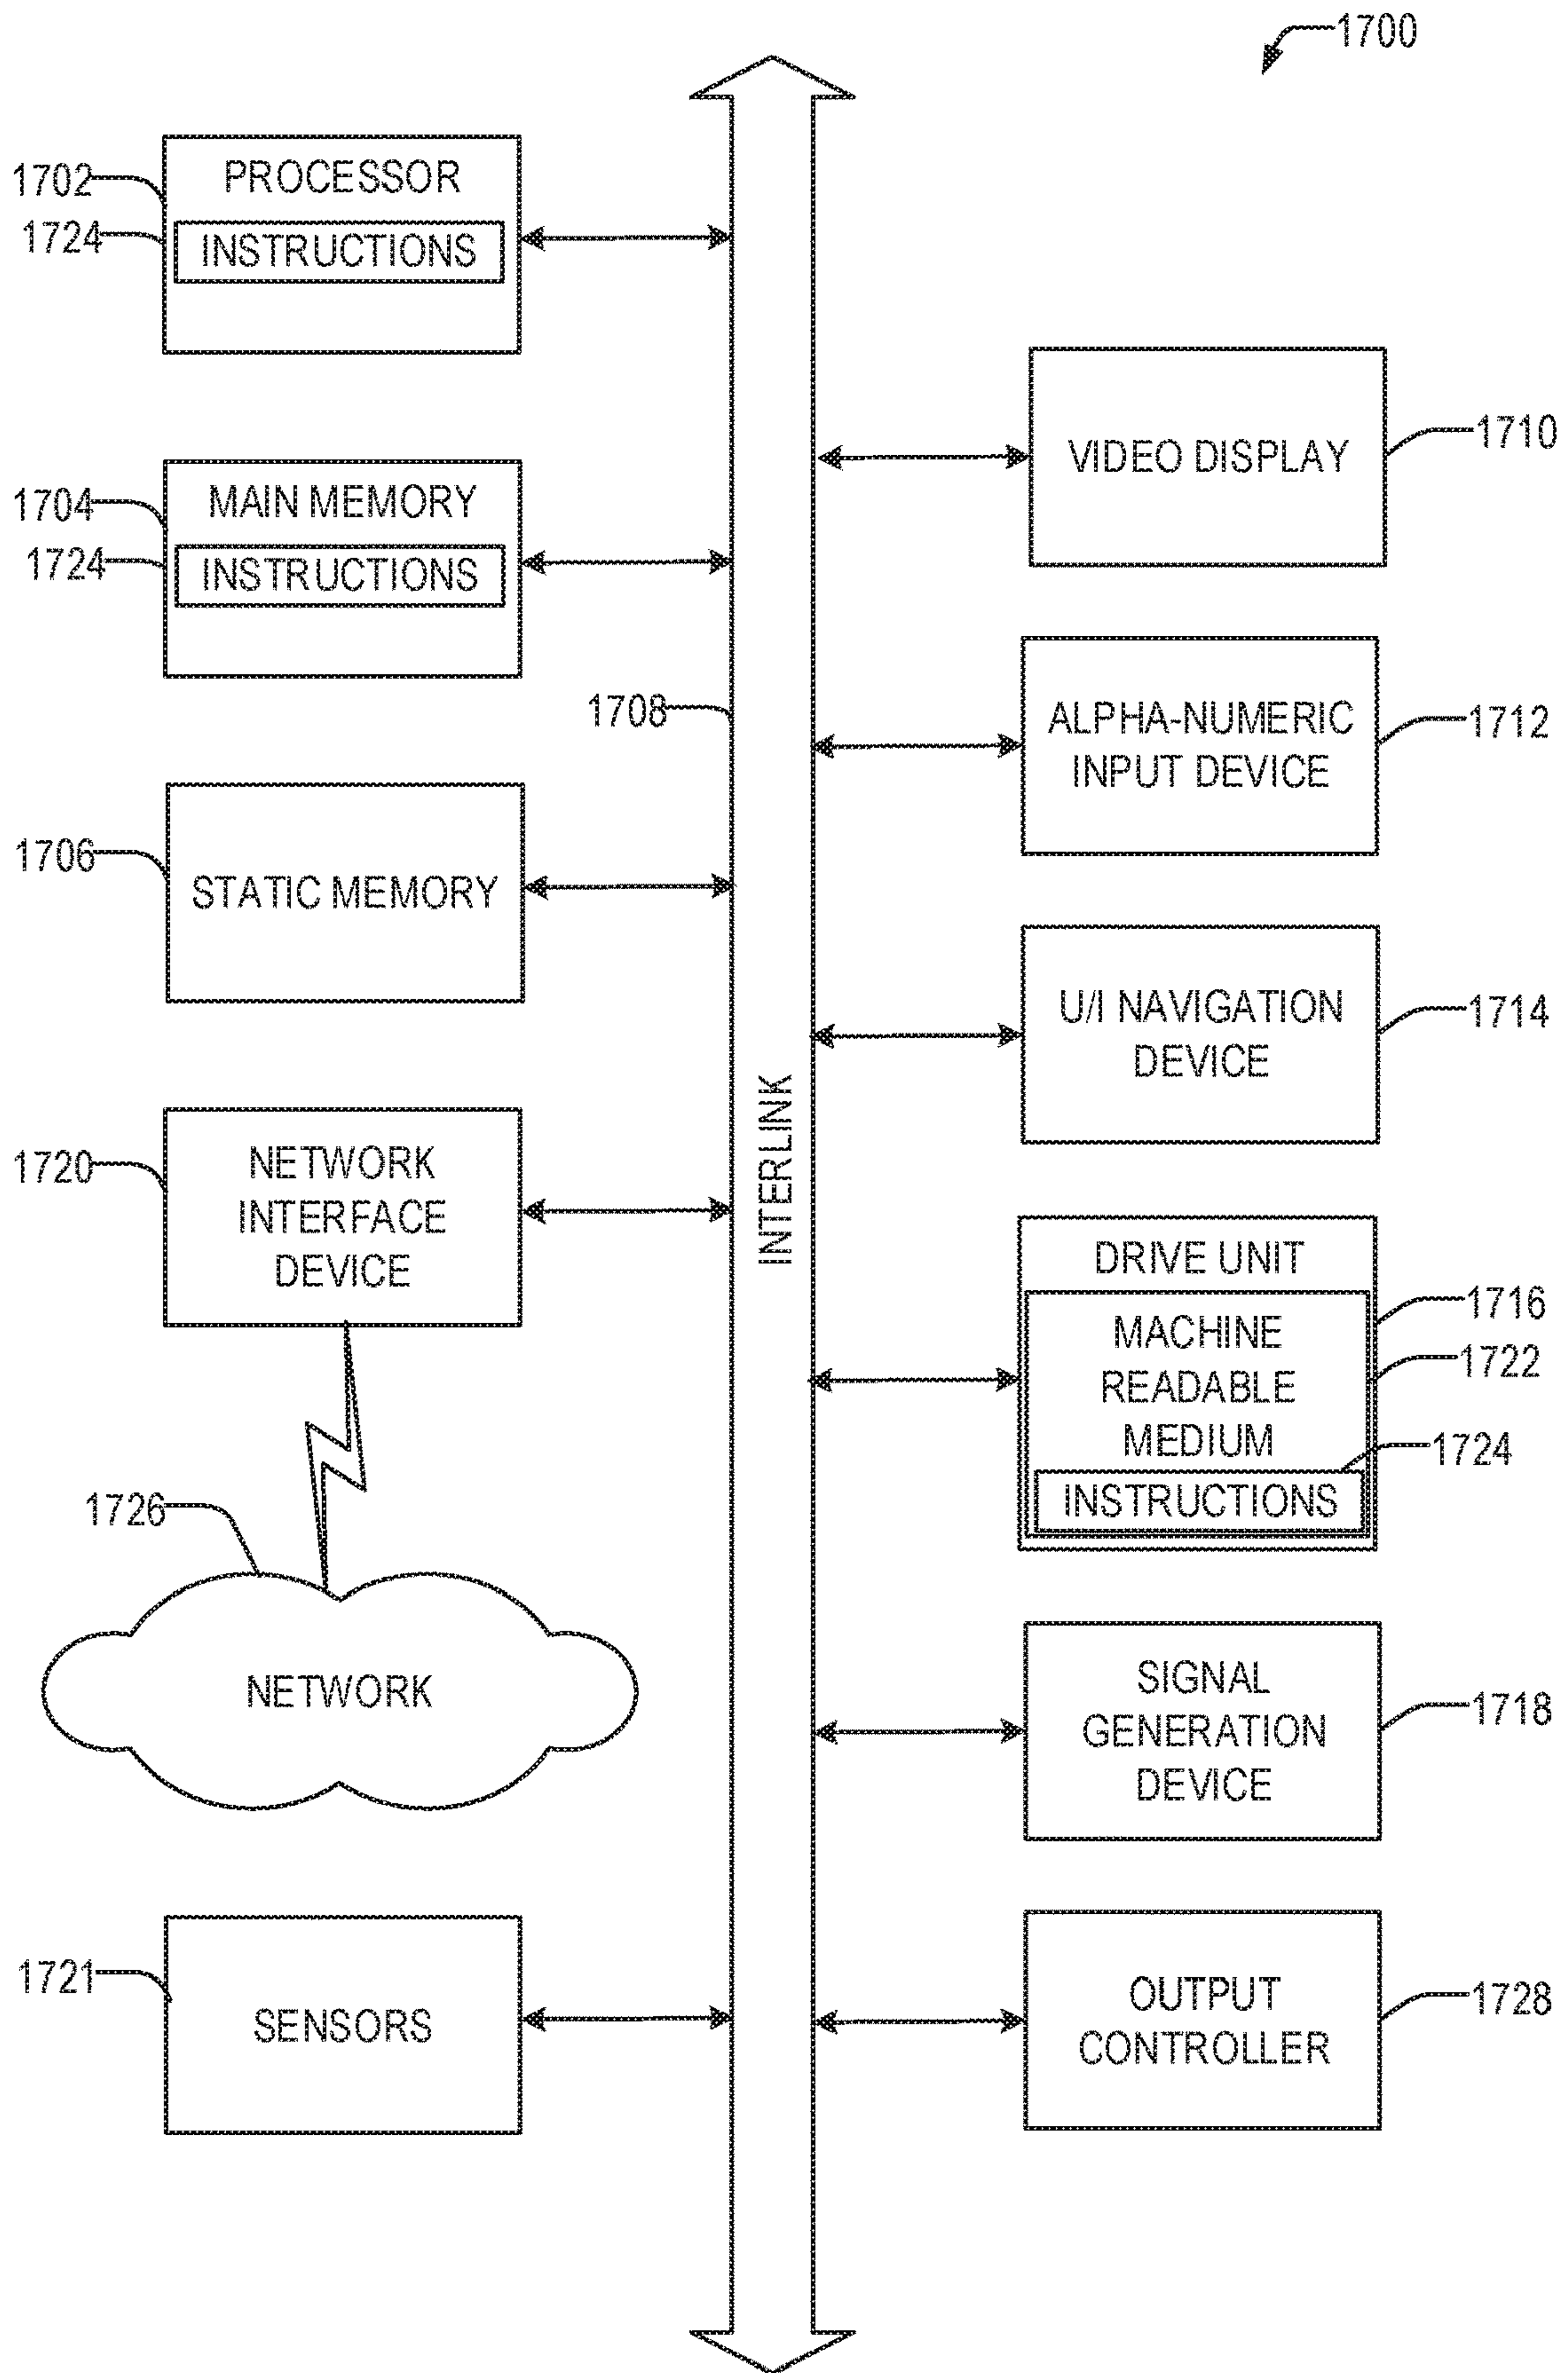 1700
1702
PROCESSOR
1724
INSTRUCTIONS
1704
MAIN MEMORY
1724
INSTRUCTIONS
1708
1706
STATIC MEMORY
1720
NETWORK
INTERFACE
DEVICE
1726
NETWORK
1721
SENSORS
INTERLINK
VIDEO DISPLAY
1710
ALPHA-NUMERIC
INPUT DEVICE
1712
U/I NAVIGATION
DEVICE
1714
DRIVE UNIT
1716
MACHINE
READABLE
MEDIUM
1722
1724
INSTRUCTIONS
SIGNAL
GENERATION
DEVICE
1718
OUTPUT
CONTROLLER
1728